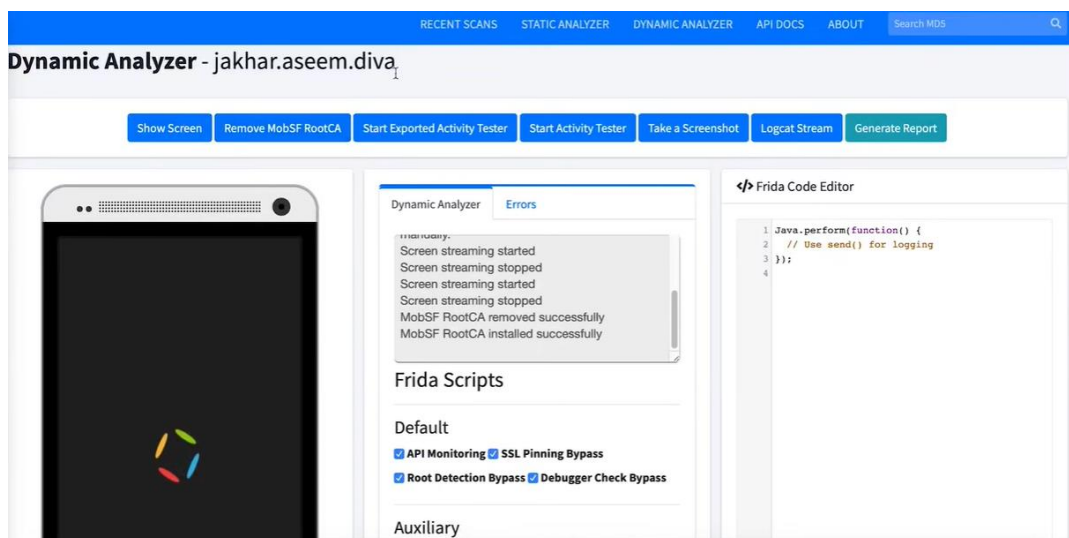 RECENT SCANS STATIC ANALYZER DYNAMIC ANALYZER API DOCS ABOUT Search MD5
Dynamic Analyzer - jakhar.aseem.diva
Show Screen Remove MobSF RootCA Start Exported Activity Tester Start Activity Tester Take a Screenshot Logcat Stream Generate Report
Dynamic Analyzer Errors
manually.
Screen streaming started
Screen streaming stopped
Screen streaming started
Screen streaming stopped
MobSF RootCA removed successfully
MobSF RootCA installed successfully
Frida Scripts
Default
API Monitoring SSL Pinning Bypass
Root Detection Bypass Debugger Check Bypass
Auxiliary
</> Frida Code Editor
1 Java.perform(function() {
2 // Use send() for logging
3 });
4